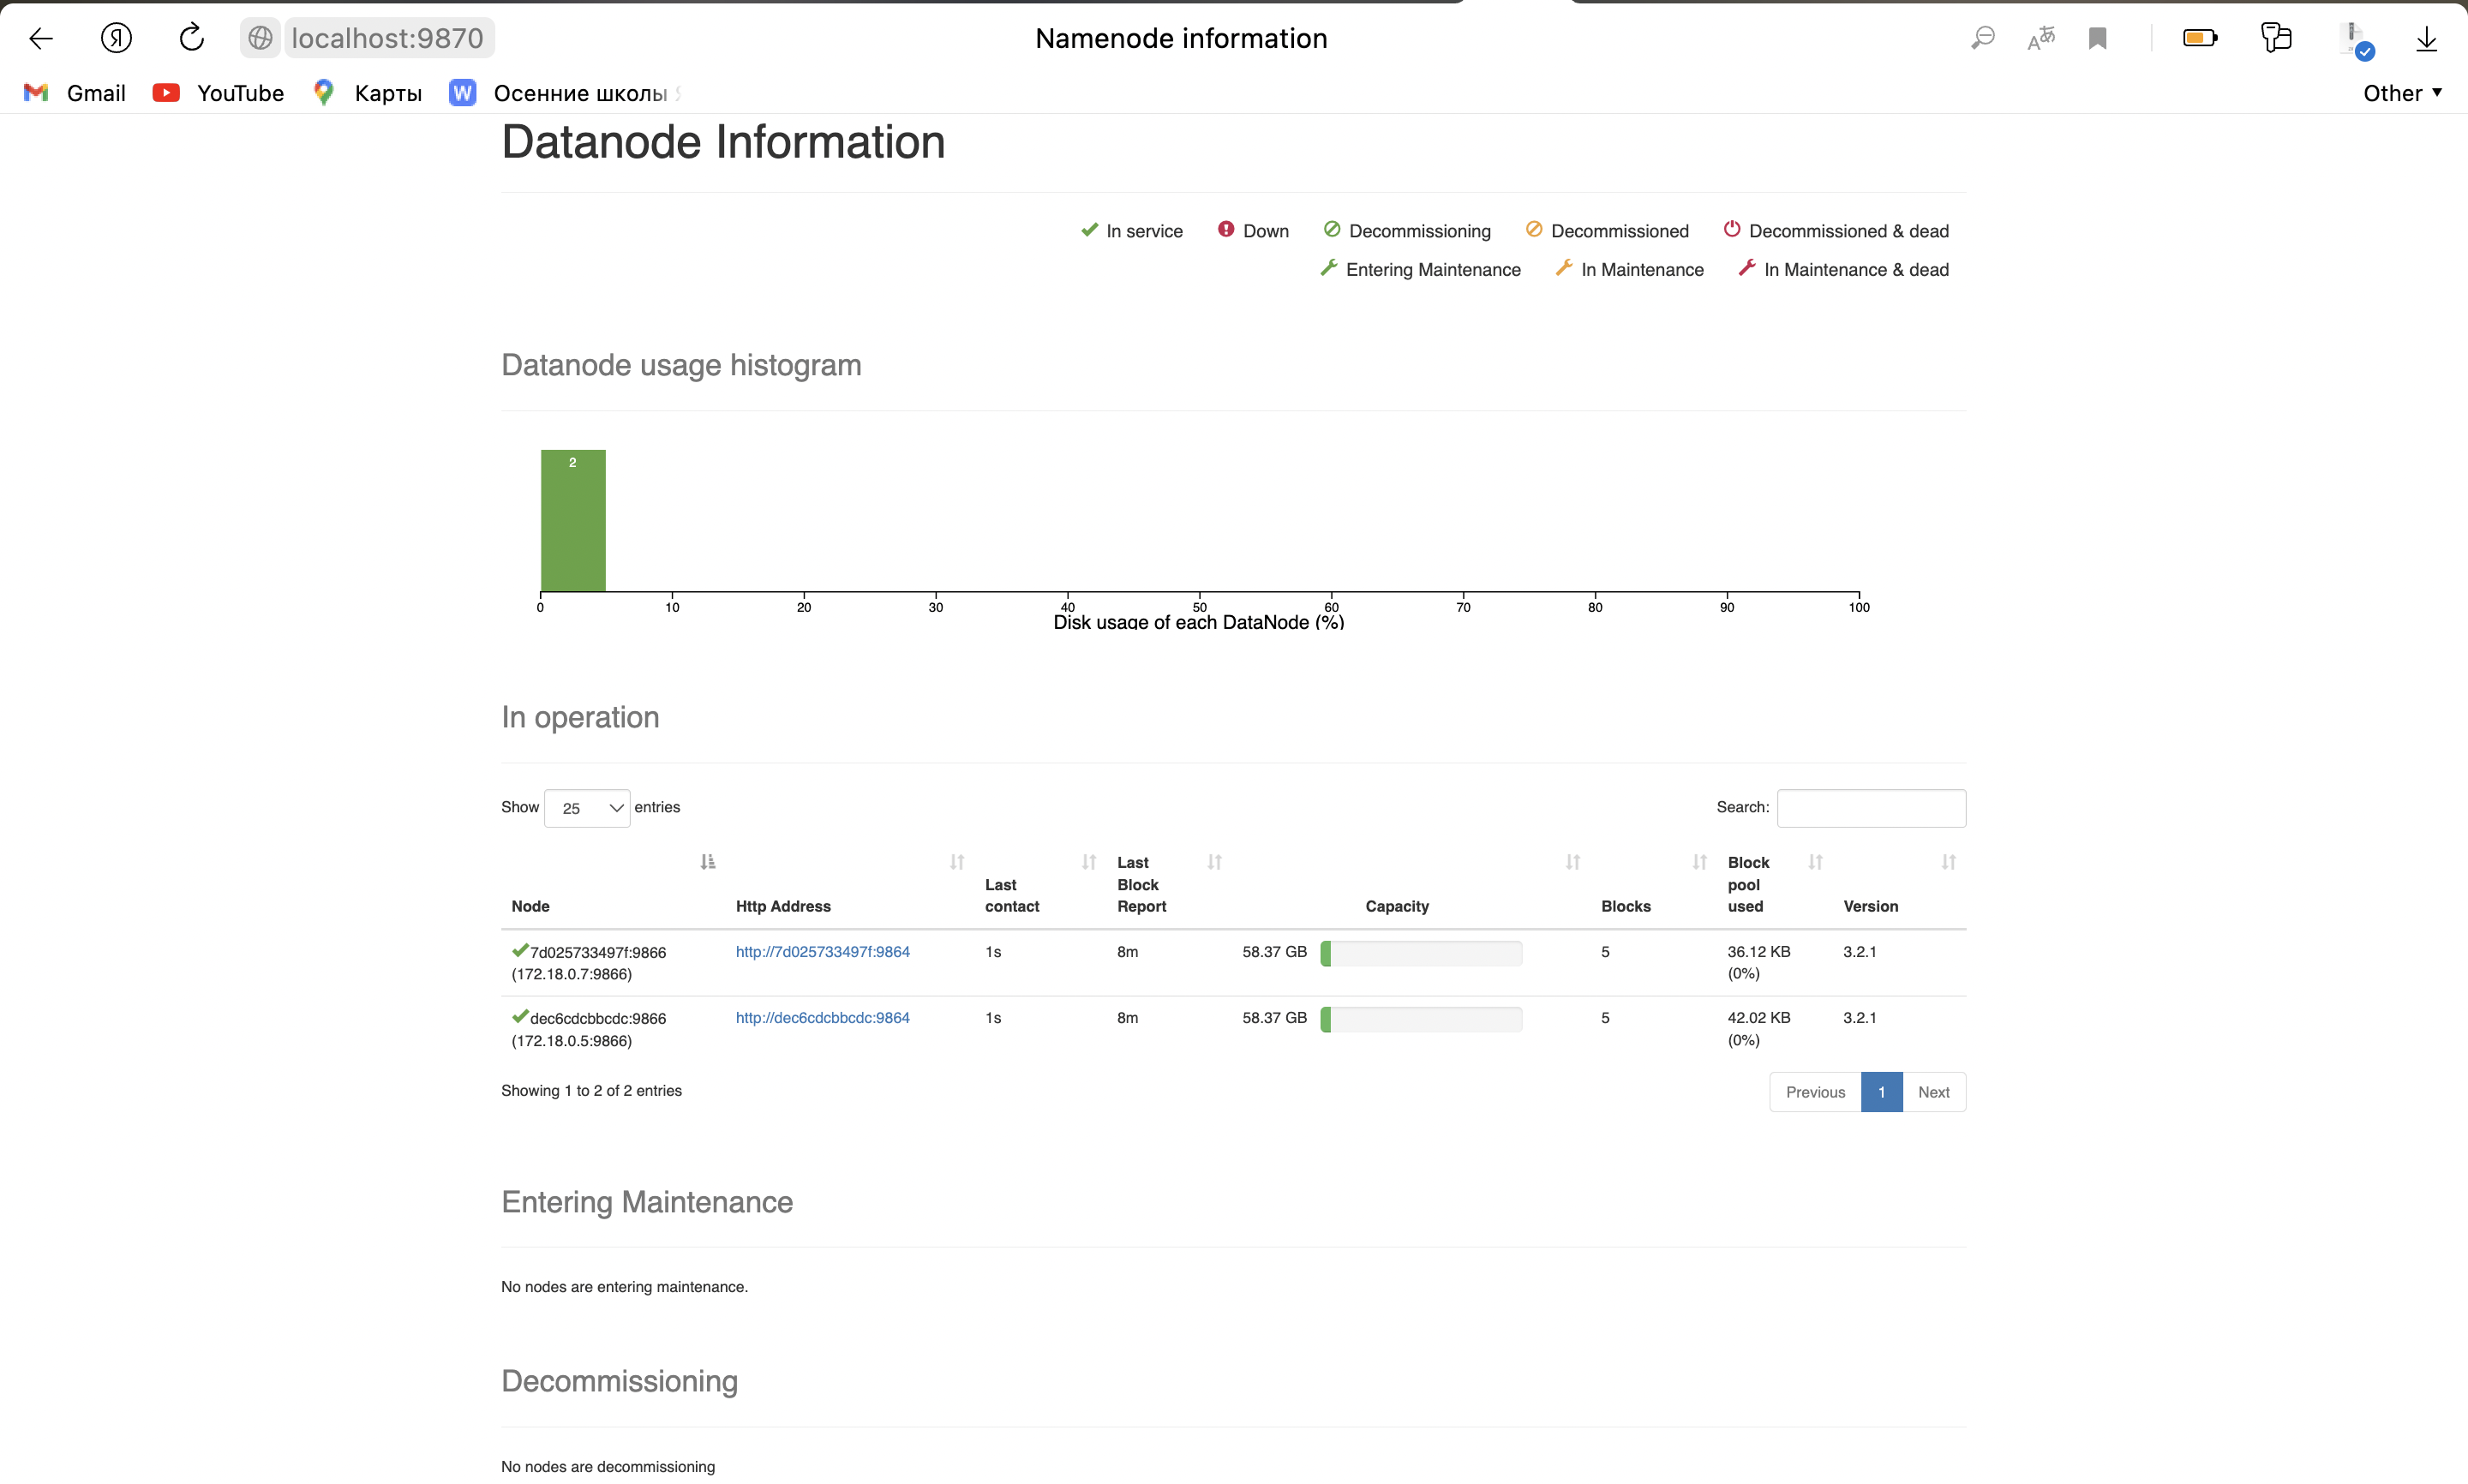 localhost:9870
Namenode information
Gmail
YouTube
Карты
Осенние школы
Other
Datanode Information
In service
Down
Decommissioning
Decommissioned
Decommissioned & dead
Entering Maintenance
In Maintenance
In Maintenance & dead
Datanode usage histogram
2
0 10 20 30 40 50 60 70 80 90 100
Disk usage of each DataNode (%)
In operation
Show 25 entries
Search:
Node Http Address Last contact Last Block Report Capacity Blocks Block pool used Version
7d025733497f:9866 http://7d025733497f:9864 1s 8m 58.37 GB 5 36.12 KB 3.2.1
(172.18.0.7:9866) (0%)
dec6cdcbbcdc:9866 http://dec6cdcbbcdc:9864 1s 8m 58.37 GB 5 42.02 KB 3.2.1
(172.18.0.5:9866) (0%)
Showing 1 to 2 of 2 entries
Previous 1 Next
Entering Maintenance
No nodes are entering maintenance.
Decommissioning
No nodes are decommissioning